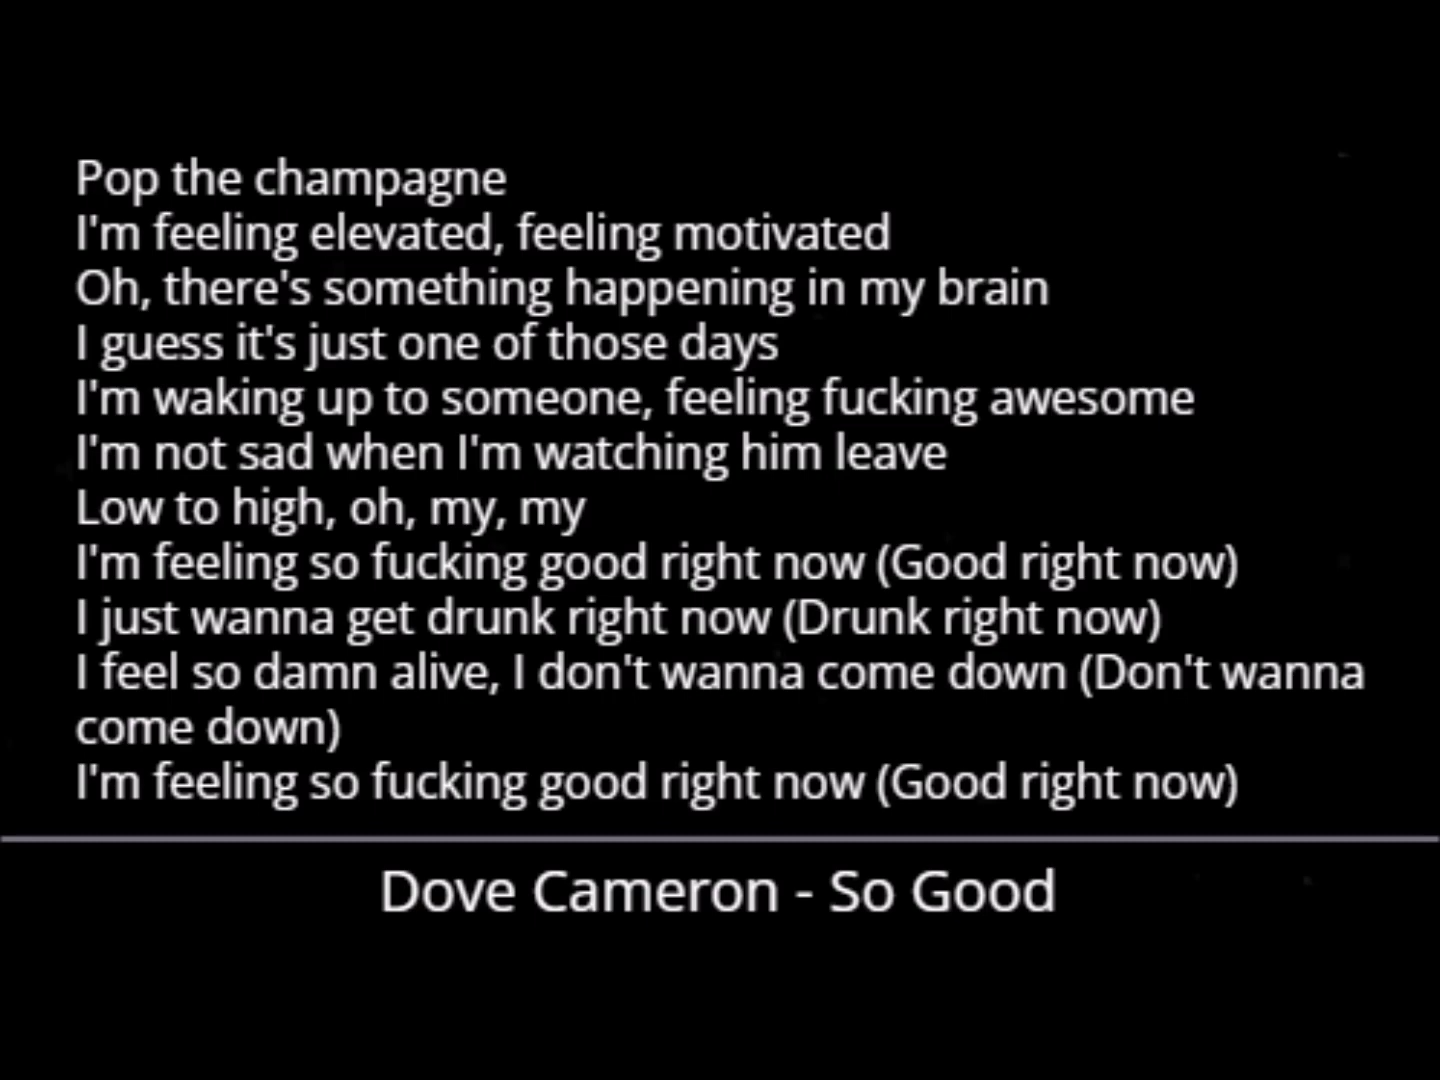 Pop the champagne
I'm feeling elevated, feeling motivated
Oh, there's something happening in my brain
I guess it's just one of those days
I'm waking up to someone, feeling fucking awesome
I'm not sad when I'm watching him leave
Low to high, oh, my, my
I'm feeling so fucking good right now (Good right now)
I just wanna get drunk right now (Drunk right now)
I feel so damn alive, I don't wanna come down (Don't wanna
come down)
I'm feeling so fucking good right now (Good right now)
Dove Cameron - So Good